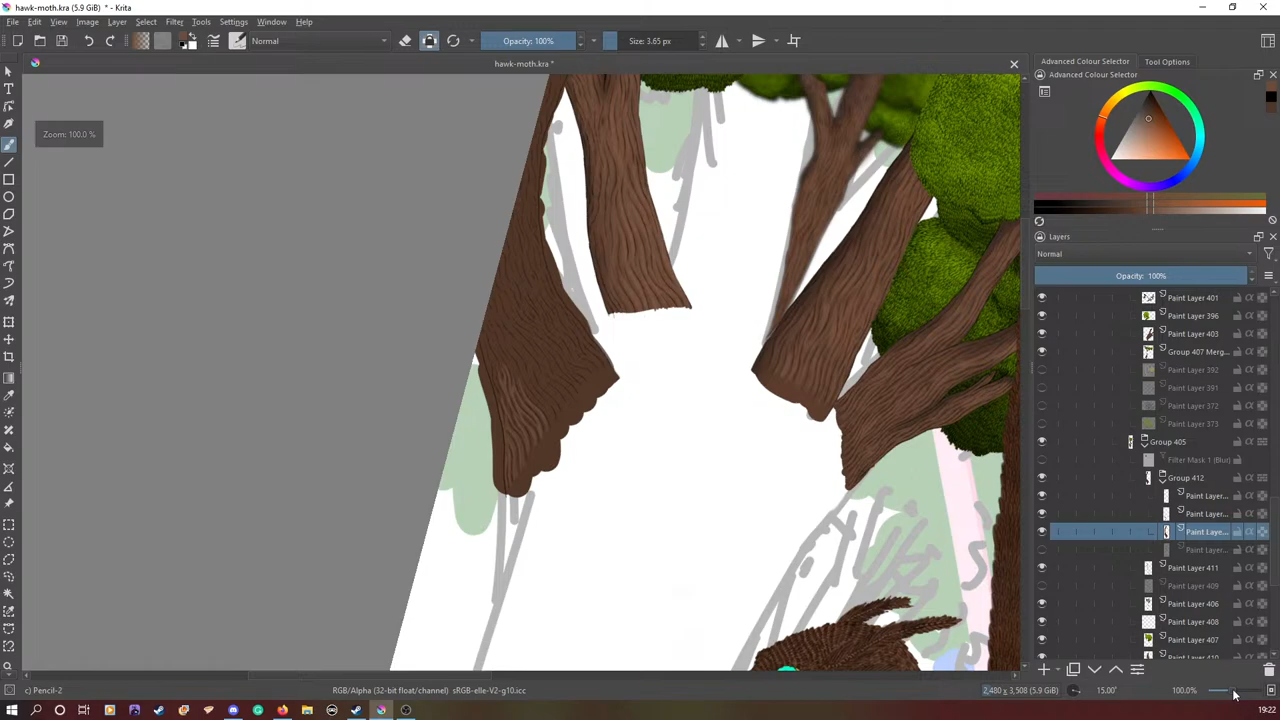 hawk-moth.kra (5.9 GiB) * - Krita
File Edit View Image Layer Select Filter Tools Settings Window Help
Normal Opacity: 100% Size: 3.65 px
hawk-moth.kra *
Advanced Colour Selector Tool Options
Advanced Colour Selector
Zoom: 100.0 %
Layers
Normal
Opacity: 100%
Paint Layer 401
Paint Layer 396
Paint Layer 403
Group 407 Merg...
Paint Layer 392
Paint Layer 391
Paint Layer 372
Paint Layer 373
Group 405
Filter Mask 1 (Blur)
Group 412
Paint Layer...
Paint Layer...
Paint Laye...
Paint Layer...
Paint Layer 411
Paint Layer 409
Paint Layer 406
Paint Layer 408
Paint Layer 407
Paint Layer 410
c) Pencil-2 RGB/Alpha (32-bit float/channel) sRGB-elle-V2-g10.icc 2,480 x 3,508 (5.9 GiB) 15.00° 100.0%
19:22